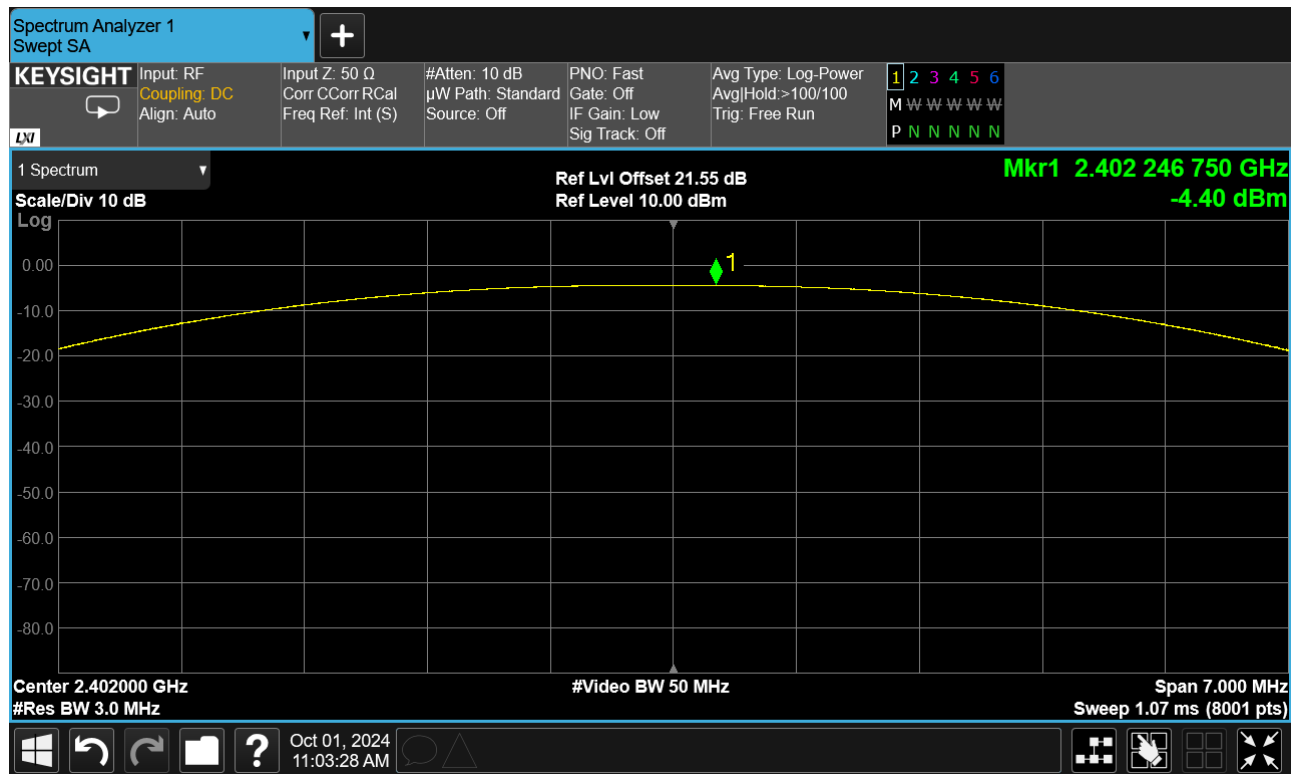 Spectrum Analyzer 1
Swept SA
▼
+
KEYSIGHT
LXI
Input: RF
Coupling: DC
Align: Auto
Input Z: 50 Ω
Corr CCorr RCal
Freq Ref: Int (S)
#Atten: 10 dB
µW Path: Standard
Source: Off
PNO: Fast
Gate: Off
IF Gain: Low
Sig Track: Off
Avg Type: Log-Power
Avg|Hold:>100/100
Trig: Free Run
1 2 3 4 5 6
M W W W W W
P N N N N N
1 Spectrum ▼
Scale/Div 10 dB
Log
Ref Lvl Offset 21.55 dB
Ref Level 10.00 dBm
Mkr1 2.402 246 750 GHz
-4.40 dBm
1
0.00
-10.0
-20.0
-30.0
-40.0
-50.0
-60.0
-70.0
-80.0
Center 2.402000 GHz
#Res BW 3.0 MHz
#Video BW 50 MHz
Span 7.000 MHz
Sweep 1.07 ms (8001 pts)
?
Oct 01, 2024
11:03:28 AM